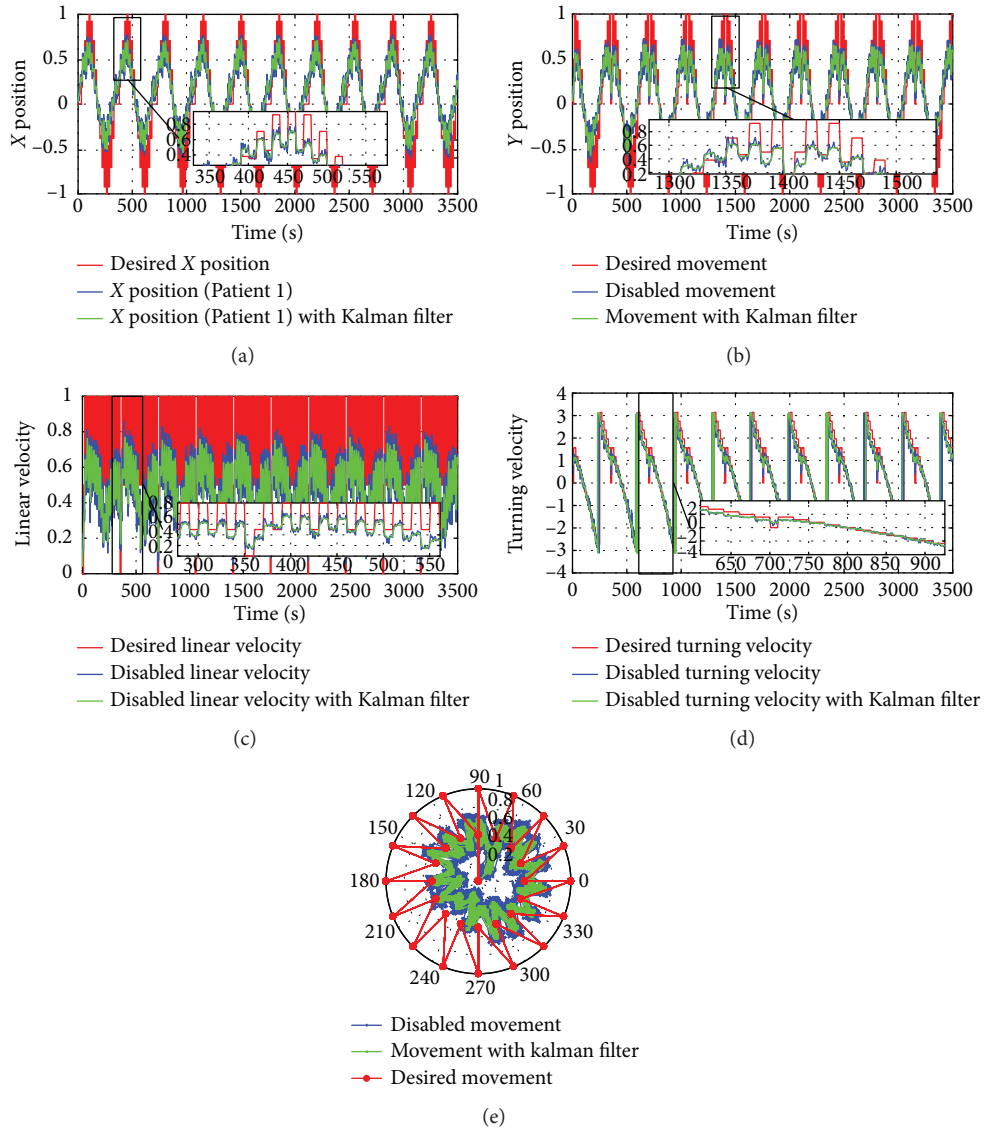 1
0.5
0
−0.5
−1
X position
0.8
0.6
0.4
350 400 450 500 550
0 500 1000 1500 2000 2500 3000 3500
Time (s)
Desired X position
X position (Patient 1)
X position (Patient 1) with Kalman filter
(a)
1
0.5
0
−0.5
−1
Y position
0.8
0.6
0.4
0.2
1300 1350 1400 1450 1500
0 500 1000 1500 2000 2500 3000 3500
Time (s)
Desired movement
Disabled movement
Movement with Kalman filter
(b)
1
0.8
0.6
0.4
0.2
0
Linear velocity
0.8
0.6
0.4
0.2
300 350 400 450 500 550
0 500 1000 1500 2000 2500 3000 3500
Time (s)
Desired linear velocity
Disabled linear velocity
Disabled linear velocity with Kalman filter
(c)
4
3
2
1
0
−1
−2
−3
−4
Turning velocity
2
0
−2
−4
650 700 750 800 850 900
0 500 1000 1500 2000 2500 3000 3500
Time (s)
Desired turning velocity
Disabled turning velocity
Disabled turning velocity with Kalman filter
(d)
90
120 60
1
0.8
0.6
0.4
0.2
150 30
180 0
210 330
240 300
270
Disabled movement
Movement with kalman filter
Desired movement
(e)